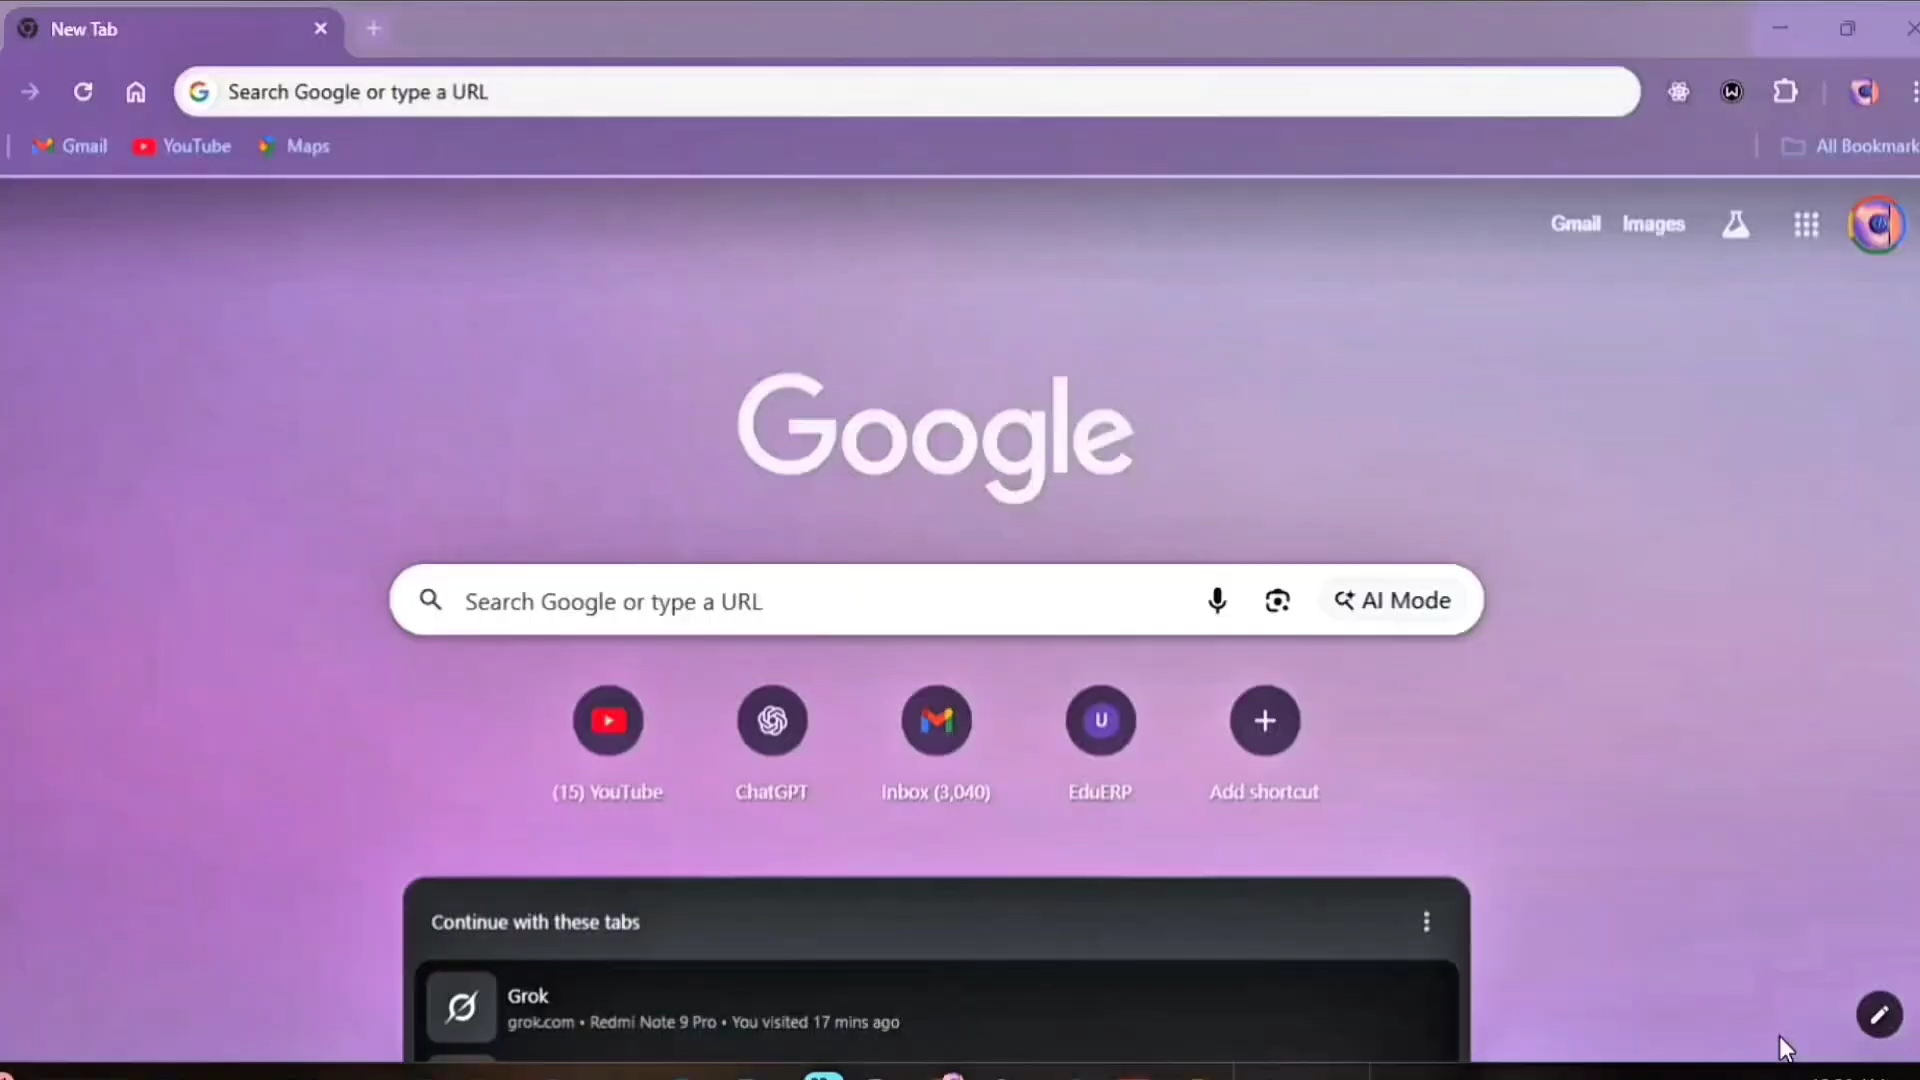 New Tab
Search Google or type a URL
Gmail YouTube Maps All Bookmark
Gmail Images
Google
Search Google or type a URL AI Mode
U
(15) YouTube ChatGPT Inbox (3,040) EduERP Add shortcut
Continue with these tabs
Grok
grok.com • Redmi Note 9 Pro • You visited 17 mins ago